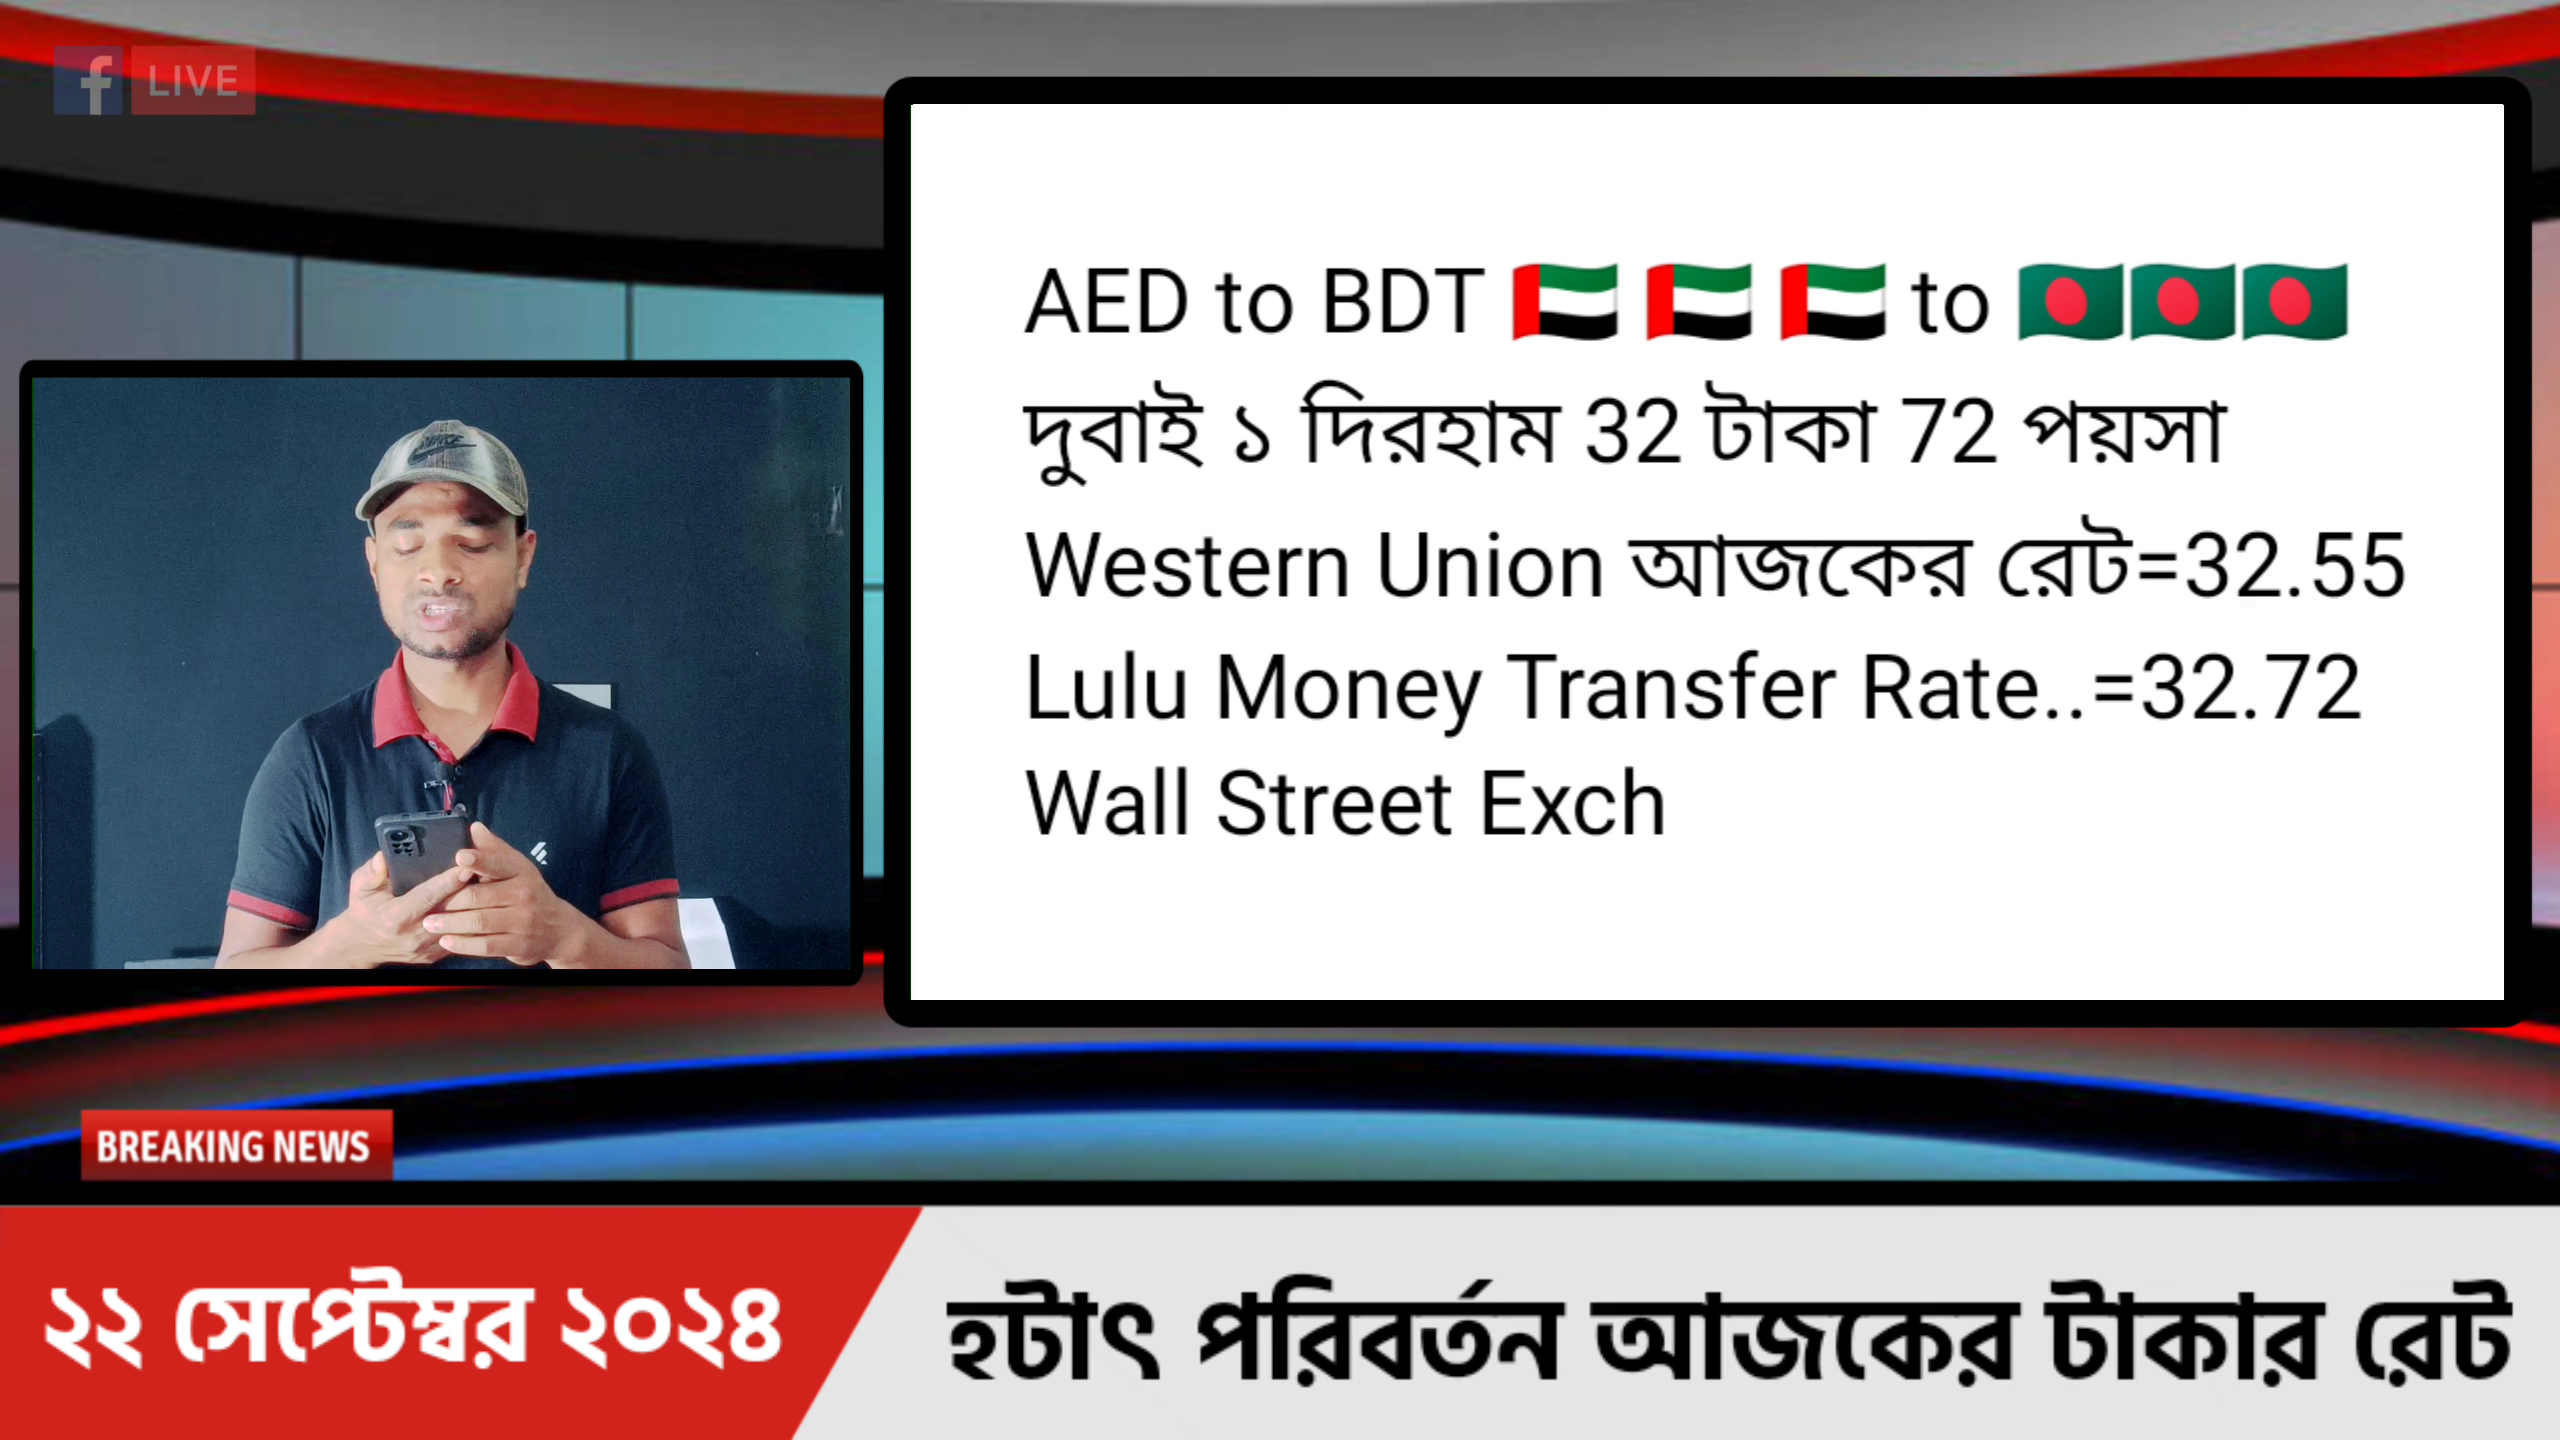 LIVE
AED to BDT 🇦🇪 🇦🇪 🇦🇪 to 🇧🇩🇧🇩🇧🇩
দুবাই ১ দিরহাম 32 টাকা 72 পয়সা
Western Union আজকের রেট=32.55
Lulu Money Transfer Rate..=32.72
Wall Street Exch
BREAKING NEWS
২২ সেপ্টেম্বর ২০২৪
হটাৎ পরিবর্তন আজকের টাকার রেট